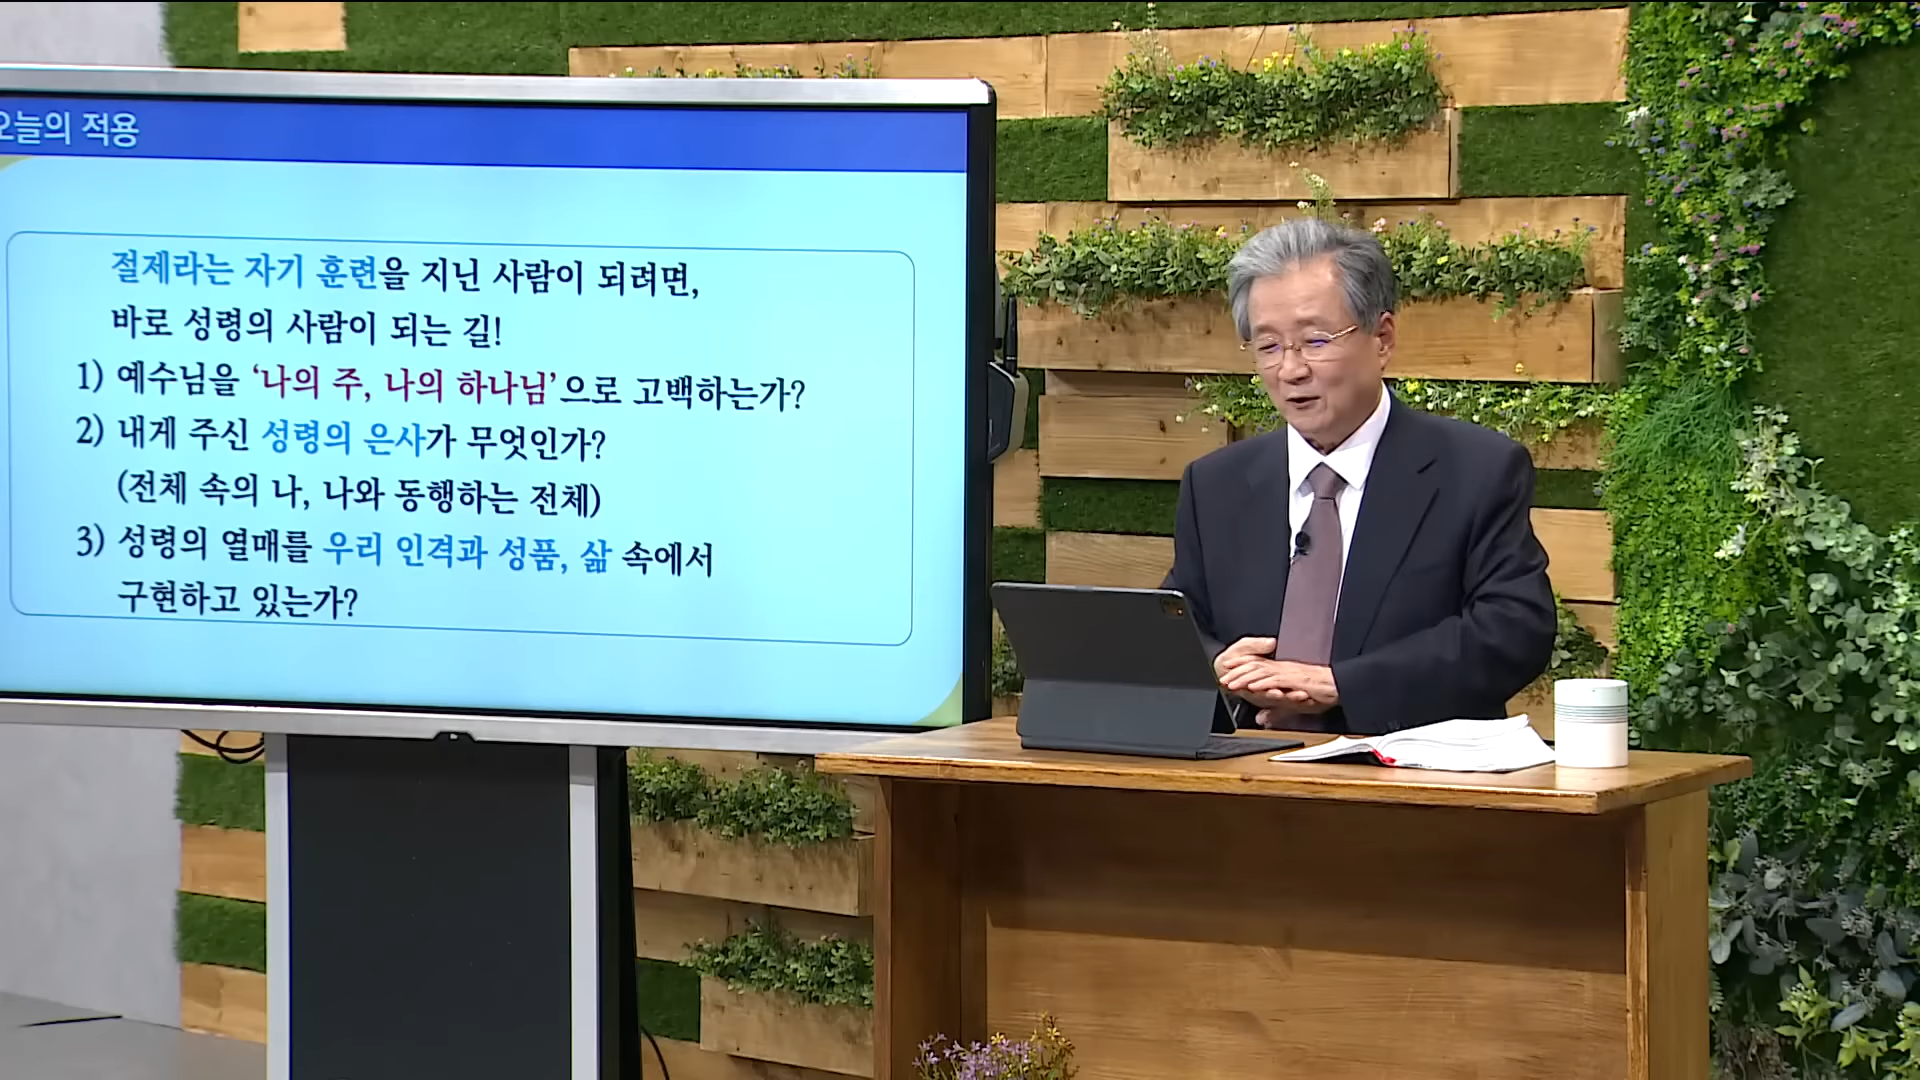 오늘의 적용
절제라는 자기 훈련을 지닌 사람이 되려면,
바로 성령의 사람이 되는 길!
1) 예수님을 ‘나의 주, 나의 하나님’으로 고백하는가?
2) 내게 주신 성령의 은사가 무엇인가?
(전체 속의 나, 나와 동행하는 전체)
3) 성령의 열매를 우리 인격과 성품, 삶 속에서
구현하고 있는가?